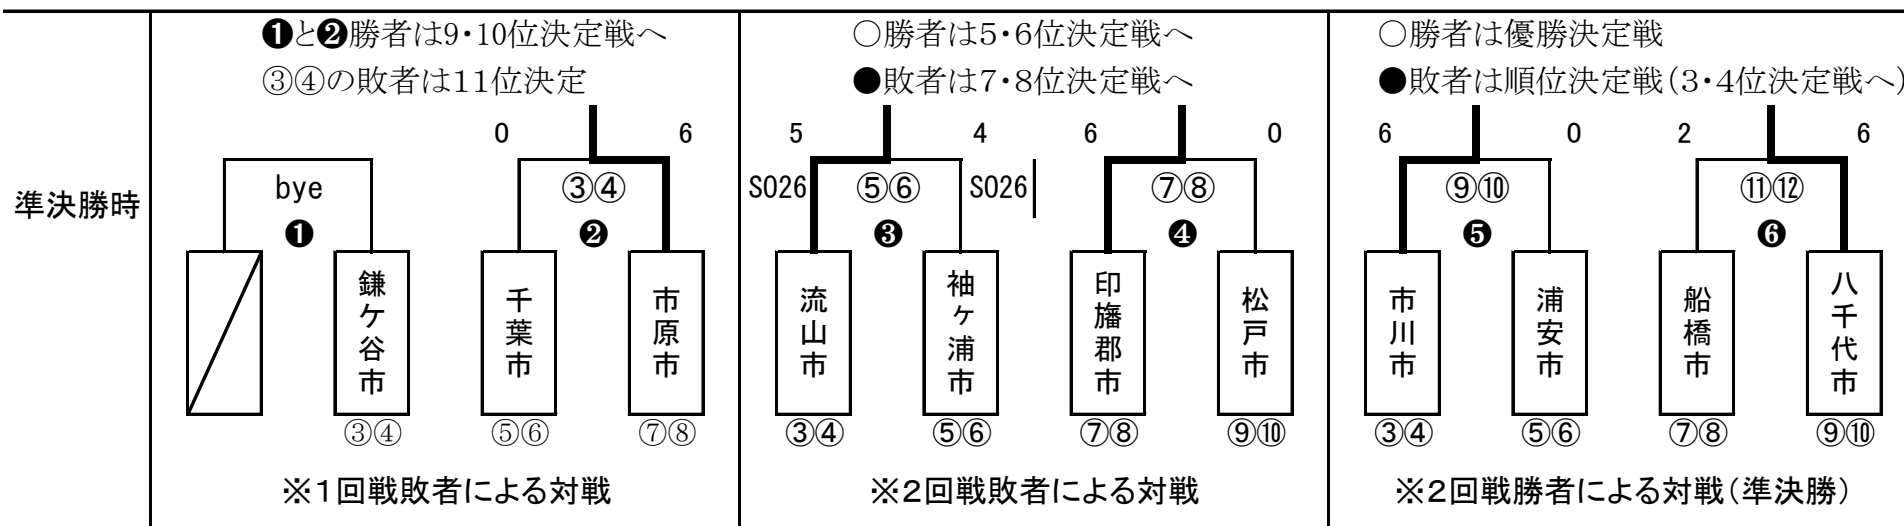 ❶と❷勝者は9・10位決定戦へ
③④の敗者は11位決定
○勝者は5・6位決定戦へ
●敗者は7・8位決定戦へ
○勝者は優勝決定戦
●敗者は順位決定戦(3・4位決定戦へ)
準決勝時
0 6
5 4 6 0
6 0 2 6
bye ③④
SO26 ⑤⑥ SO26 ⑦⑧
⑨⑩ ⑪⑫
❶ ❷ ❸ ❹ ❺ ❻
鎌ケ谷市
千葉市
市原市
流山市
袖ケ浦市
印旛郡市
松戸市
市川市
浦安市
船橋市
八千代市
③④ ⑤⑥ ⑦⑧
③④ ⑤⑥ ⑦⑧ ⑨⑩
③④ ⑤⑥ ⑦⑧ ⑨⑩
※1回戦敗者による対戦
※2回戦敗者による対戦
※2回戦勝者による対戦(準決勝)